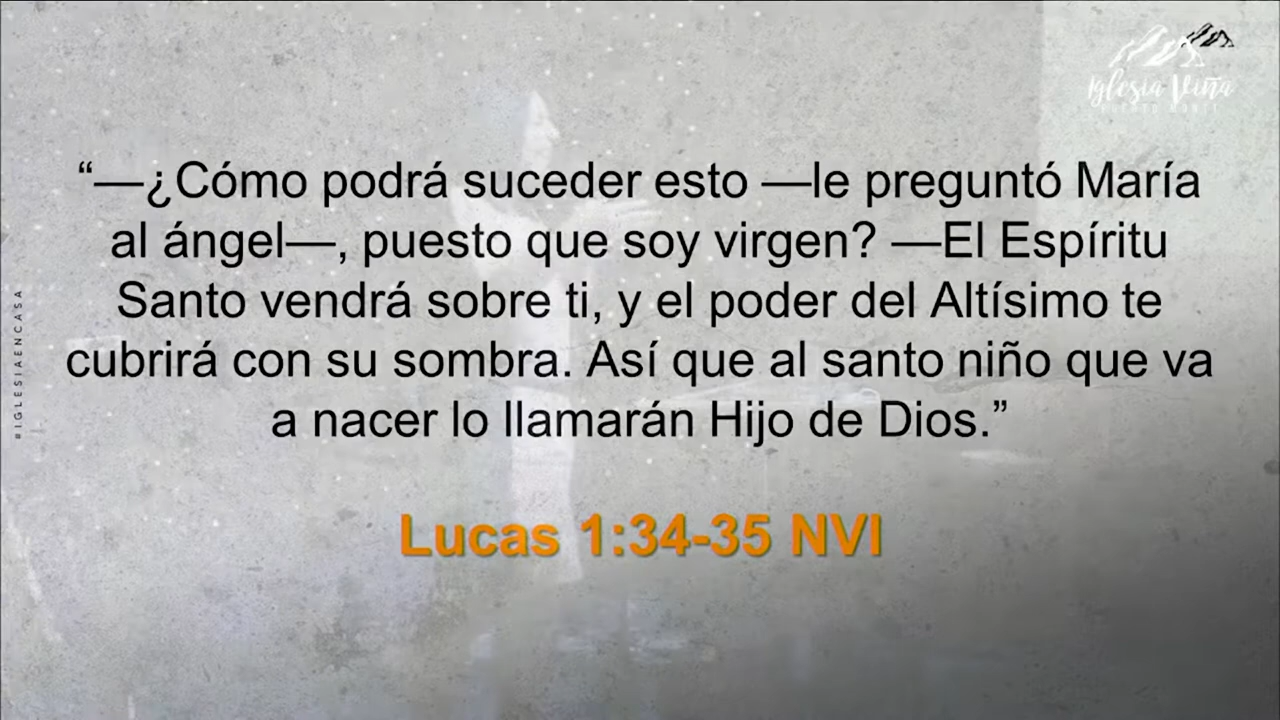 Iglesia Viña
“—¿Cómo podrá suceder esto —le preguntó María
al ángel—, puesto que soy virgen? —El Espíritu
Santo vendrá sobre ti, y el poder del Altísimo te
cubrirá con su sombra. Así que al santo niño que va
a nacer lo llamarán Hijo de Dios.”
Lucas 1:34-35 NVI
#IGLESIAENCASA